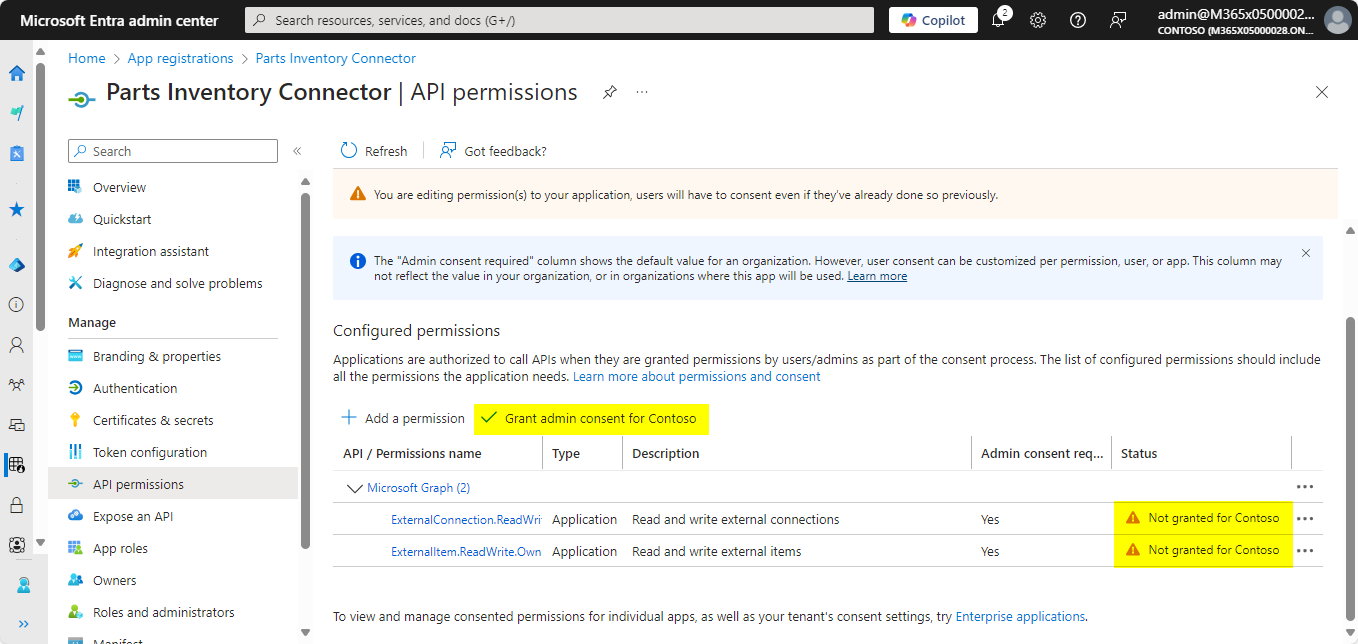 Microsoft Entra admin center
Search resources, services, and docs (G+/)
Copilot
2
admin@M365x0500002...
CONTOSO (M365X05000028.ON...
Home > App registrations > Parts Inventory Connector
Parts Inventory Connector | API permissions
Search
Overview
Quickstart
Integration assistant
Diagnose and solve problems
Manage
Branding & properties
Authentication
Certificates & secrets
Token configuration
API permissions
Expose an API
App roles
Owners
Roles and administrators
Manifest
Refresh
Got feedback?
You are editing permission(s) to your application, users will have to consent even if they've already done so previously.
The "Admin consent required" column shows the default value for an organization. However, user consent can be customized per permission, user, or app. This column may
not reflect the value in your organization, or in organizations where this app will be used. Learn more
Configured permissions
Applications are authorized to call APIs when they are granted permissions by users/admins as part of the consent process. The list of configured permissions should include
all the permissions the application needs. Learn more about permissions and consent
Add a permission
Grant admin consent for Contoso
API / Permissions name Type Description Admin consent req... Status
Microsoft Graph (2)
ExternalConnection.ReadWri Application Read and write external connections Yes Not granted for Contoso
ExternalItem.ReadWrite.Own Application Read and write external items Yes Not granted for Contoso
To view and manage consented permissions for individual apps, as well as your tenant's consent settings, try Enterprise applications.